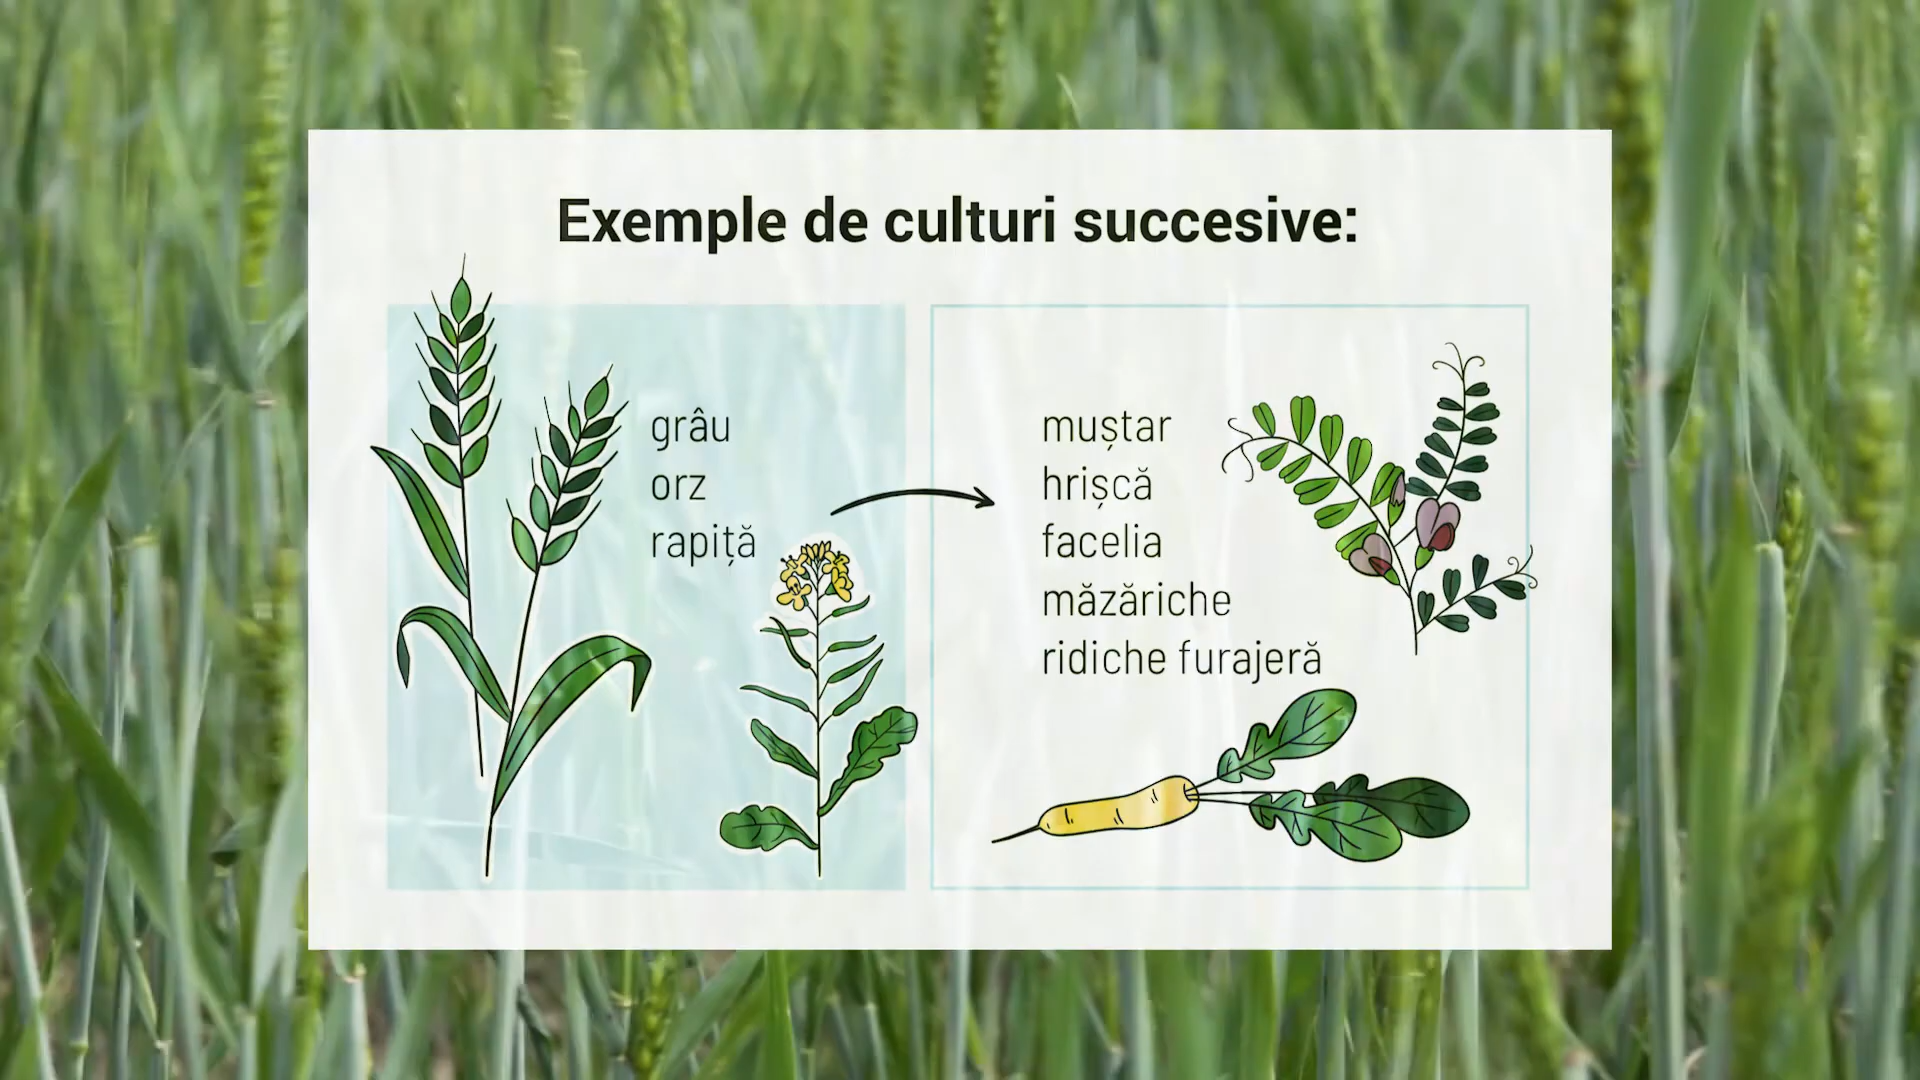 Exemple de culturi succesive:
grâu
orz
rapiță
muștar
hrișcă
facelia
măzăriche
ridiche furajeră